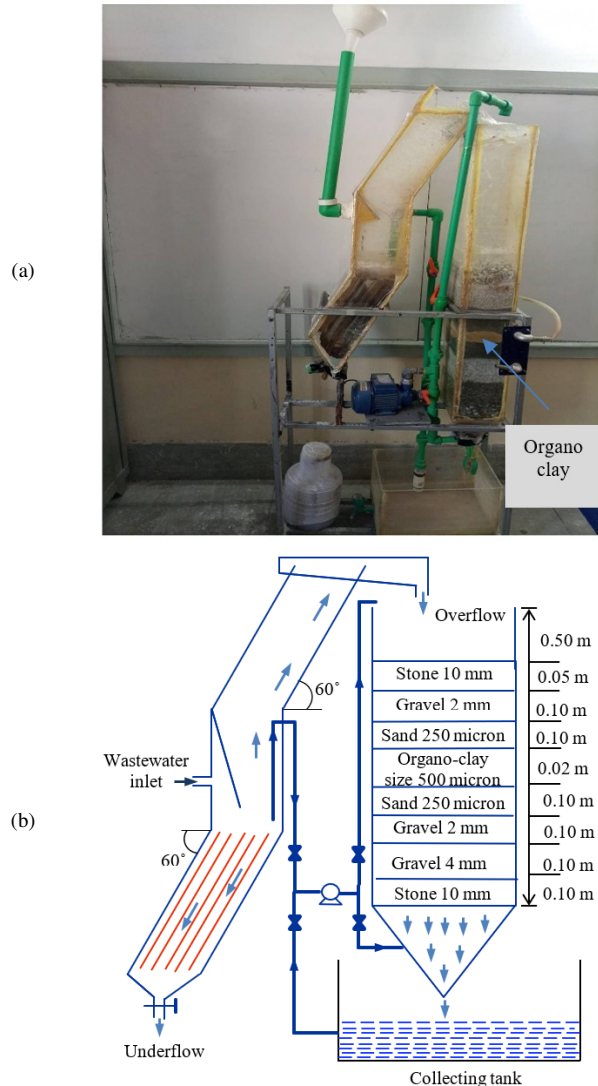 (a)
Organo
clay
(b)
Overflow
0.50 m
Stone 10 mm
0.05 m
60°
Gravel 2 mm
0.10 m
Sand 250 micron
0.10 m
Wastewater
inlet
Organo-clay
size 500 micron
0.02 m
Sand 250 micron
0.10 m
60°
Gravel 2 mm
0.10 m
Gravel 4 mm
0.10 m
Stone 10 mm
0.10 m
Underflow
Collecting tank